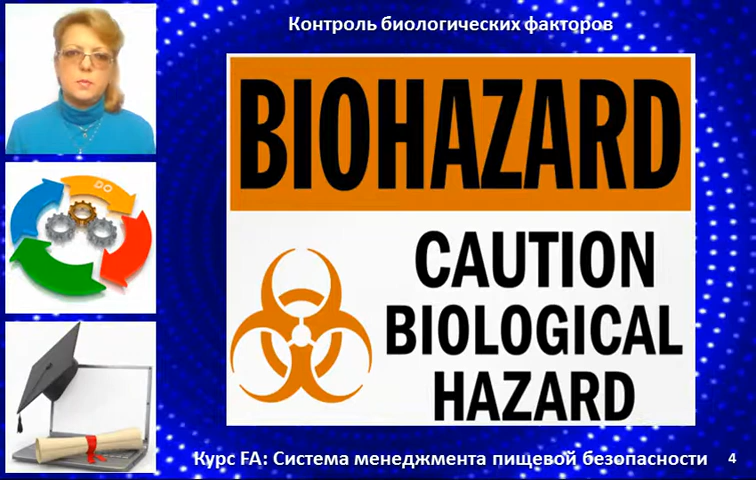 Контроль биологических факторов
BIOHAZARD
CAUTION
BIOLOGICAL
HAZARD
DO
Курс FA: Система менеджмента пищевой безопасности 4